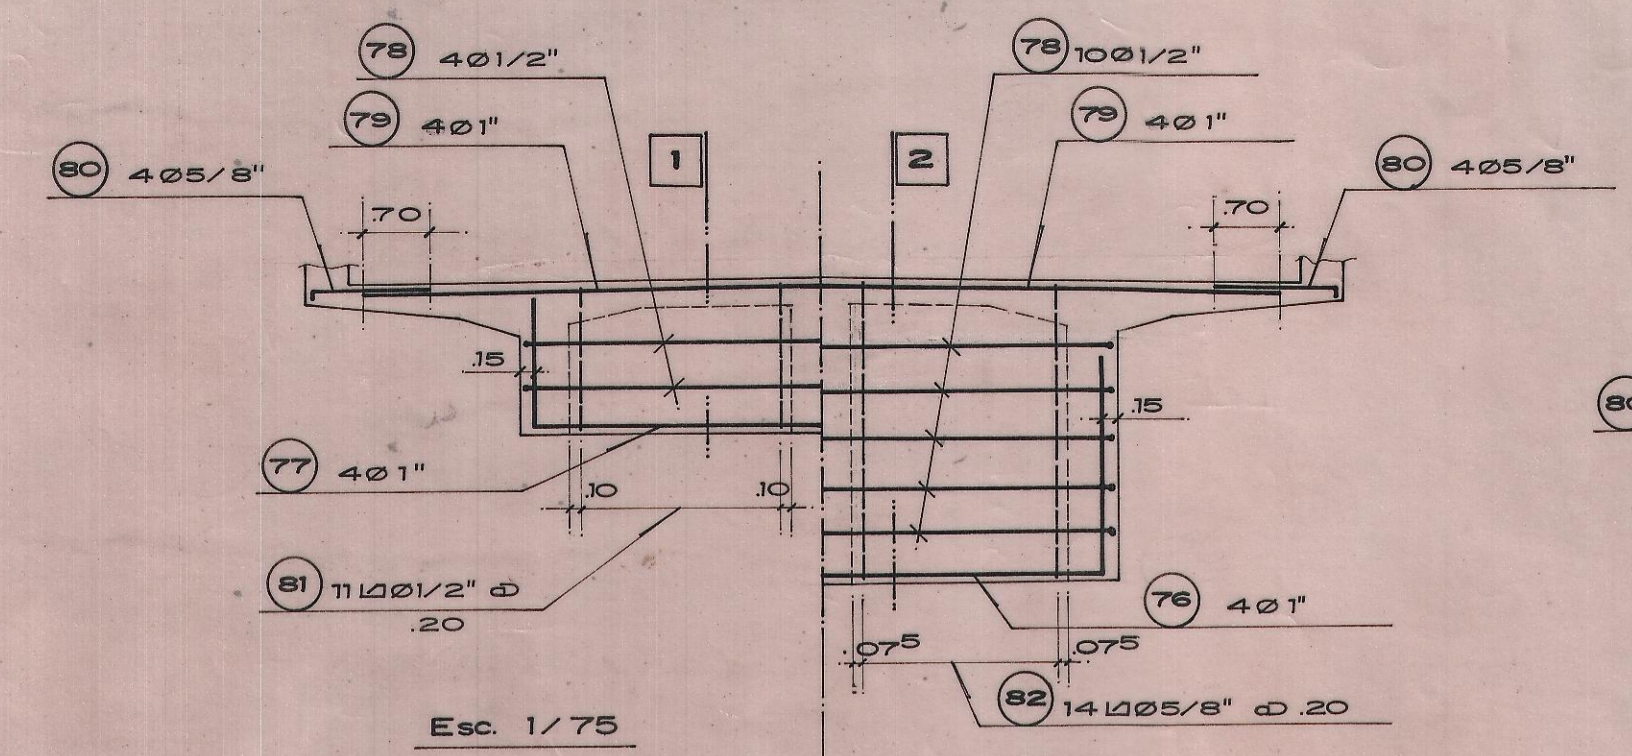 78 4Ø1/2"
78 10Ø1/2"
79 4Ø1"
79 4Ø1"
80 4Ø5/8"
1
2
80 4Ø5/8"
.70
.70
.15
.15
77 4Ø1"
.10 .10
81 11 Ø1/2" @
.20
76 4Ø1"
.075 .075
82 14 Ø5/8" @ .20
Esc. 1/75